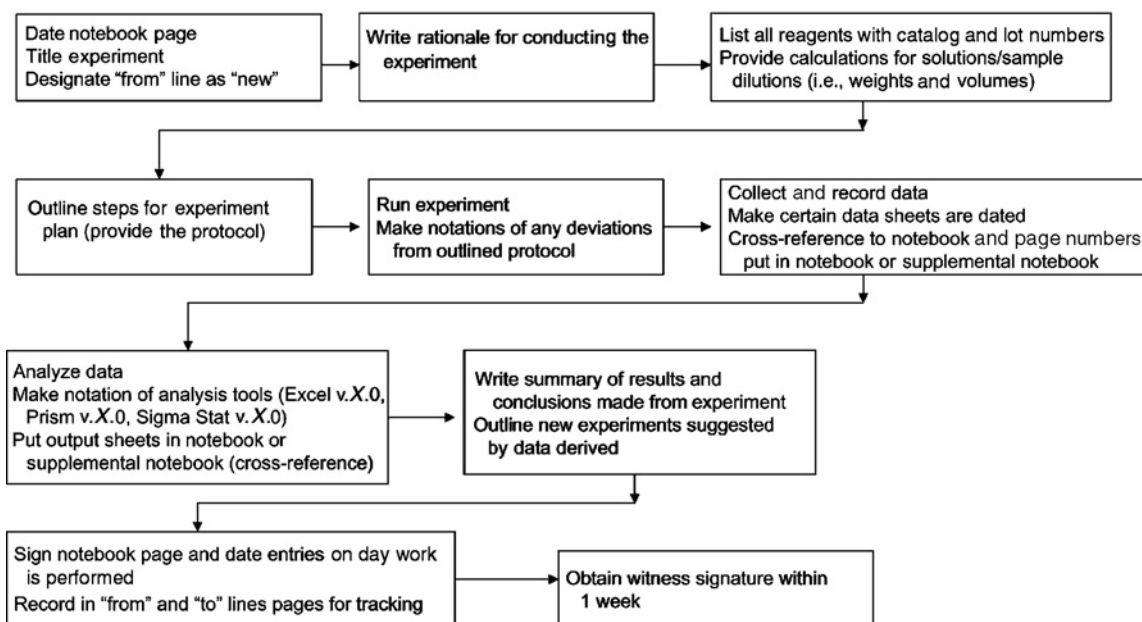 Date notebook page
Title experiment
Designate “from” line as “new”
Write rationale for conducting the
experiment
List all reagents with catalog and lot numbers
Provide calculations for solutions/sample
dilutions (i.e., weights and volumes)
Outline steps for experiment
plan (provide the protocol)
Run experiment
Make notations of any deviations
from outlined protocol
Collect and record data
Make certain data sheets are dated
Cross-reference to notebook and page numbers
put in notebook or supplemental notebook
Analyze data
Make notation of analysis tools (Excel v.X.0,
Prism v.X.0, Sigma Stat v.X.0)
Put output sheets in notebook or
supplemental notebook (cross-reference)
Write summary of results and
conclusions made from experiment
Outline new experiments suggested
by data derived
Sign notebook page and date entries on day work
is performed
Record in “from” and “to” lines pages for tracking
Obtain witness signature within
1 week